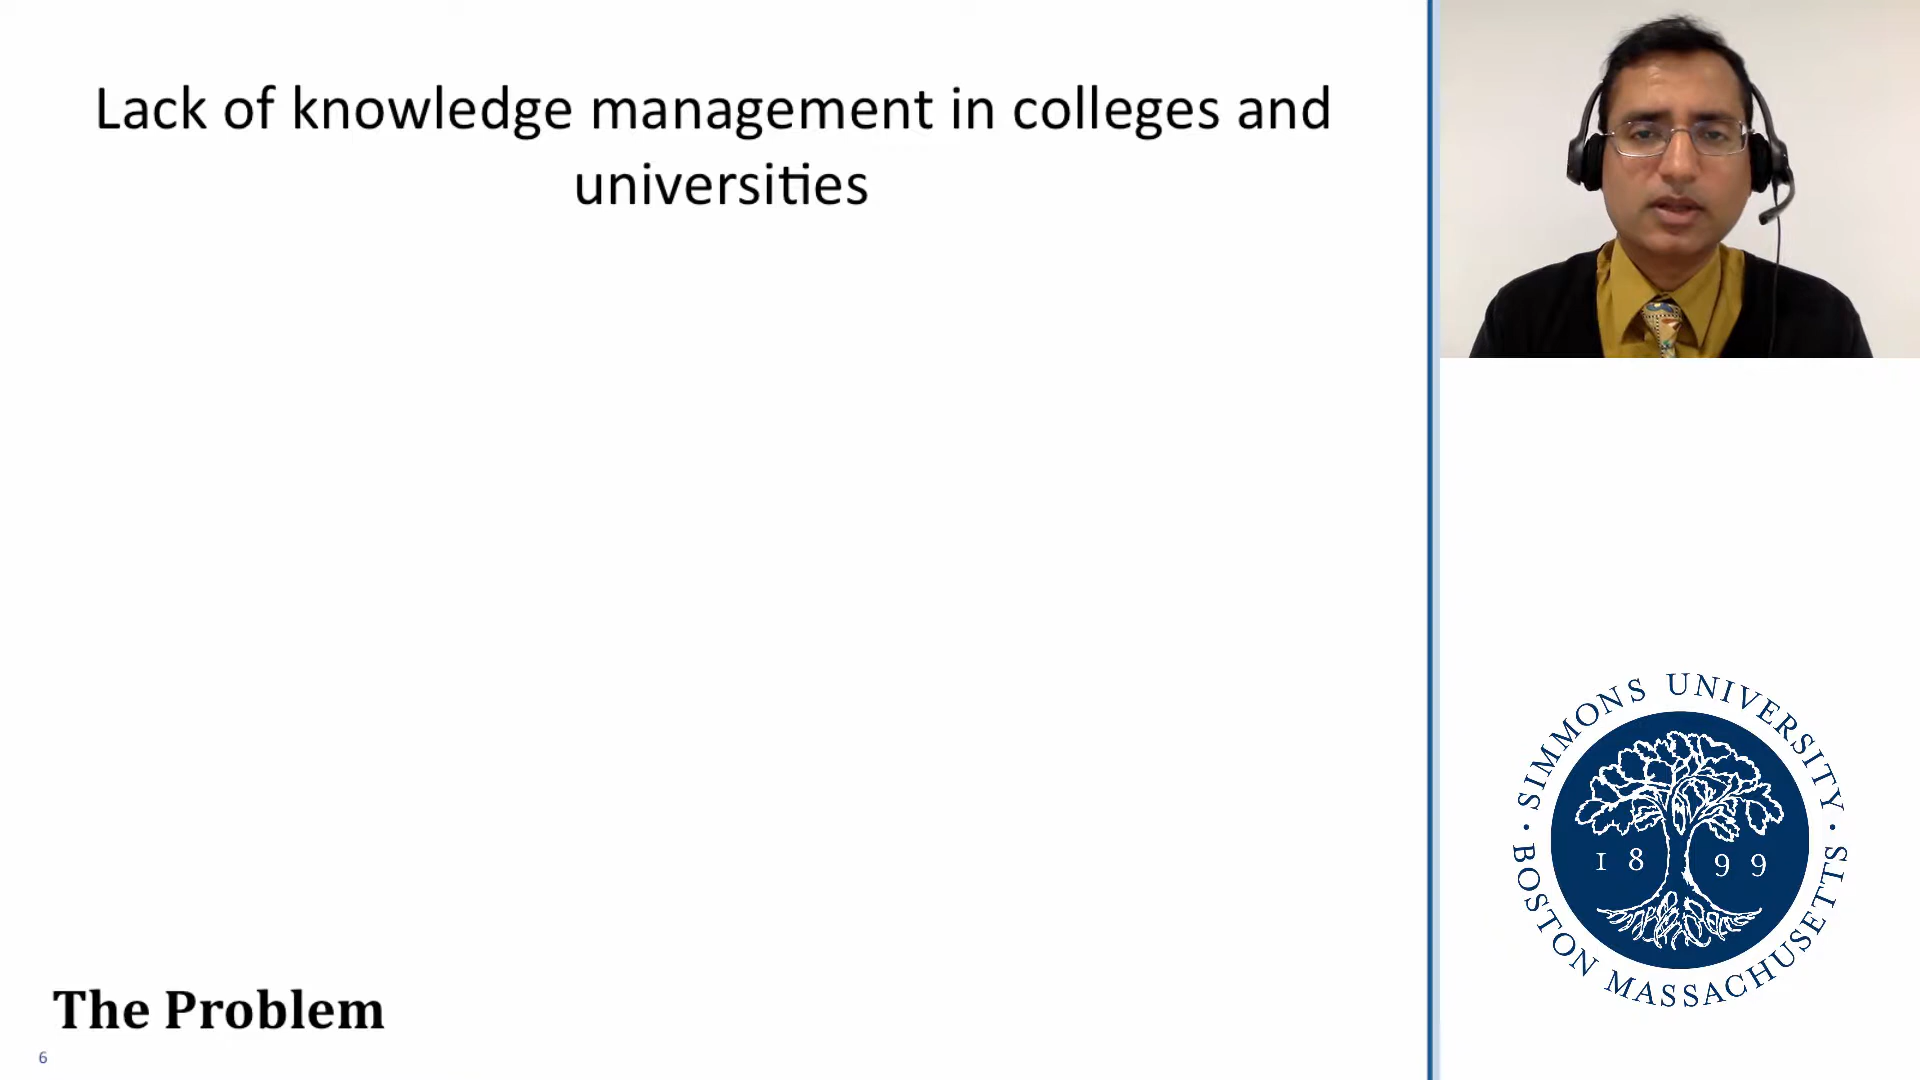 Lack of knowledge management in colleges and
universities
The Problem
6
SIMMONS UNIVERSITY
1899
BOSTON MASSACHUSETTS